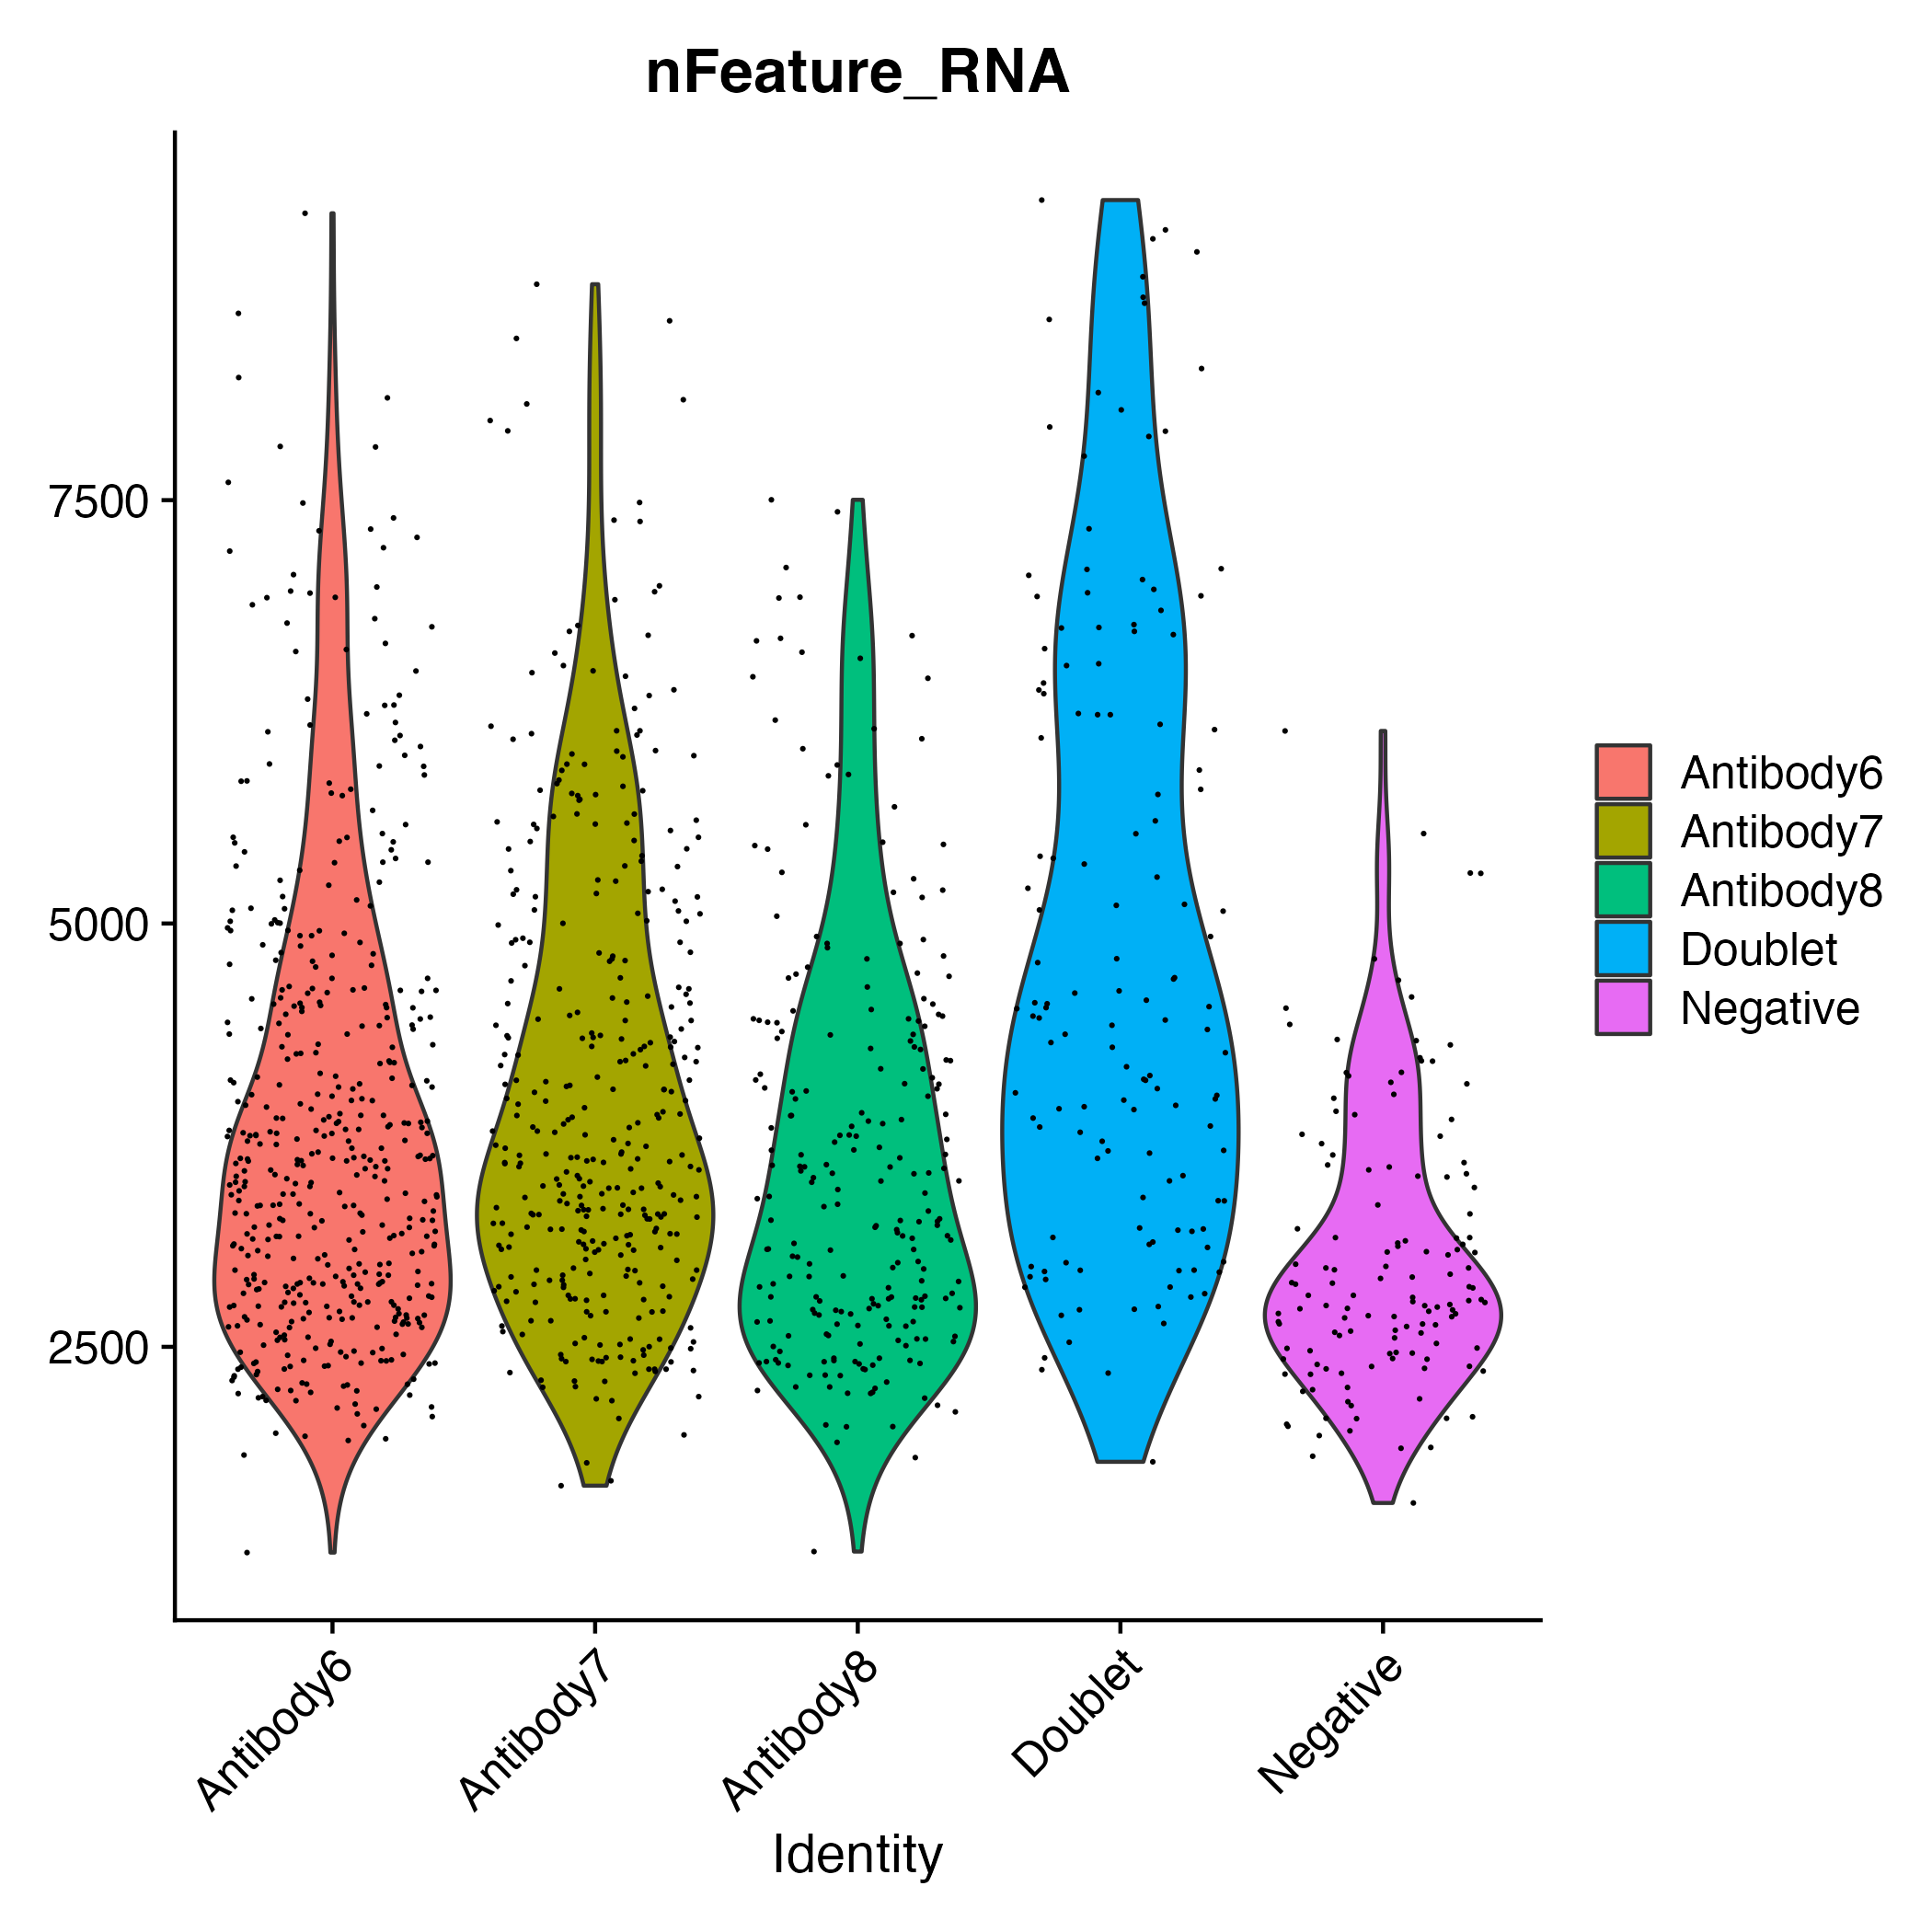 nFeature_RNA
7500
5000
2500
Antibody6
Antibody7
Antibody8
Doublet
Negative
Identity
Antibody6
Antibody7
Antibody8
Doublet
Negative